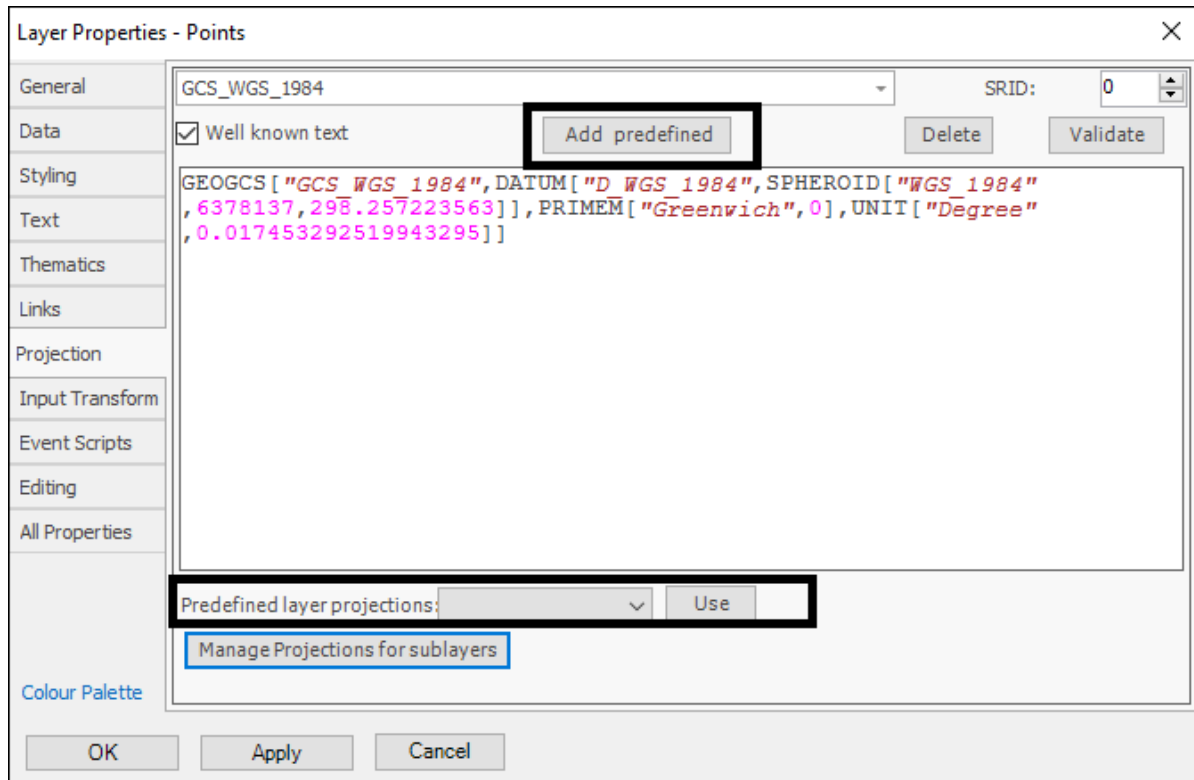 Layer Properties - Points
General
GCS_WGS_1984
SRID:
0
Data
Well known text
Add predefined
Delete
Validate
Styling
GEOGCS["GCS_WGS_1984",DATUM["D_WGS_1984",SPHEROID["WGS_1984"
,6378137,298.257223563]],PRIMEM["Greenwich",0],UNIT["Degree"
,0.017453292519943295]]
Text
Thematics
Links
Projection
Input Transform
Event Scripts
Editing
All Properties
Predefined layer projections:
Use
Manage Projections for sublayers
Colour Palette
OK
Apply
Cancel